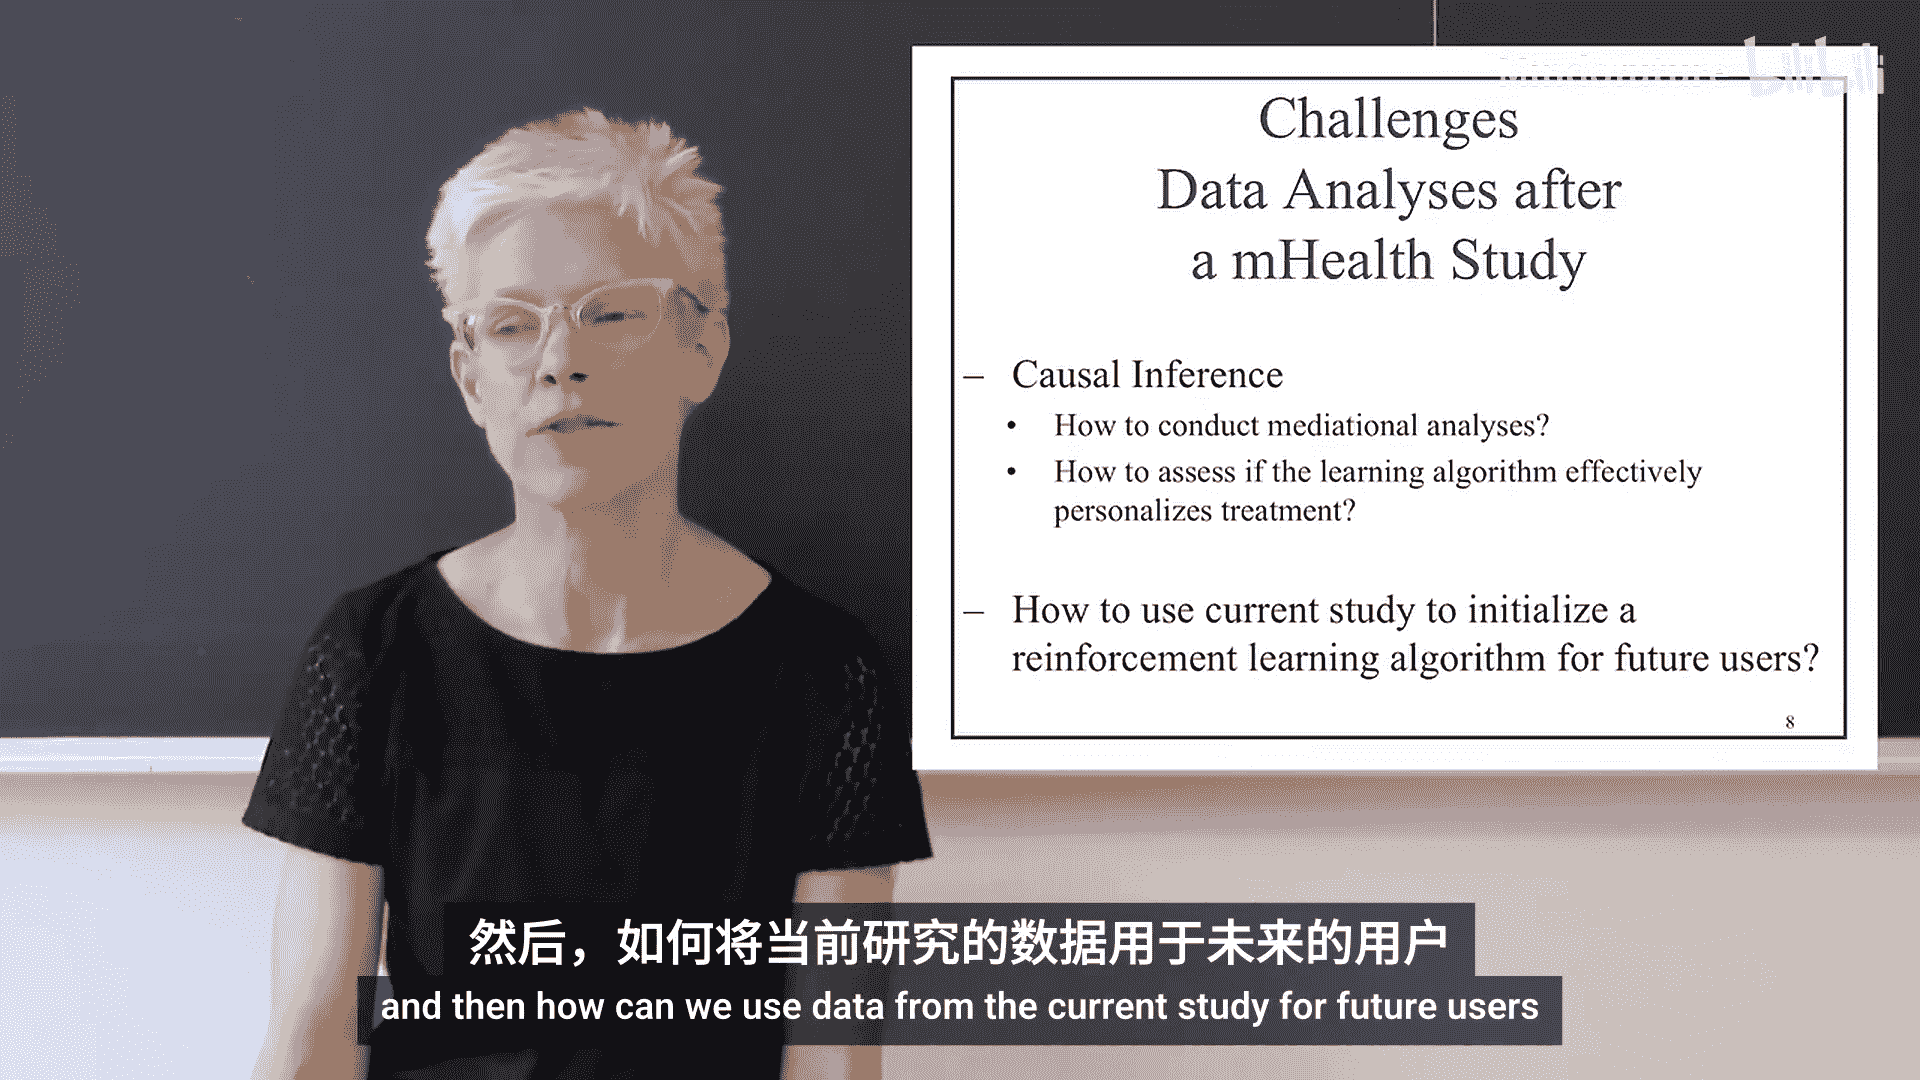 bilibili
Challenges
Data Analyses after
a mHealth Study
– Causal Inference
• How to conduct mediational analyses?
• How to assess if the learning algorithm effectively
personalizes treatment?
– How to use current study to initialize a
reinforcement learning algorithm for future users?
8
然后，如何将当前研究的数据用于未来的用户
and then how can we use data from the current study for future users